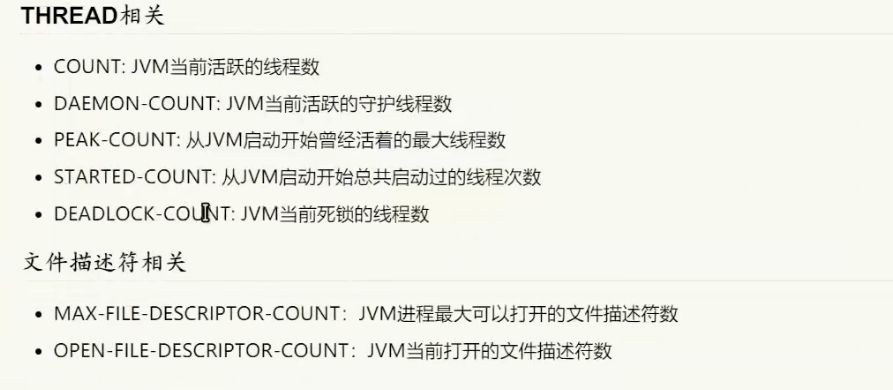 THREAD相关
COUNT: JVM当前活跃的线程数
DAEMON-COUNT: JVM当前活跃的守护线程数
PEAK-COUNT: 从JVM启动开始曾经活着的最大线程数
STARTED-COUNT: 从JVM启动开始总共启动过的线程次数
DEADLOCK-COUNT: JVM当前死锁的线程数
文件描述符相关
MAX-FILE-DESCRIPTOR-COUNT：JVM进程最大可以打开的文件描述符数
OPEN-FILE-DESCRIPTOR-COUNT：JVM当前打开的文件描述符数